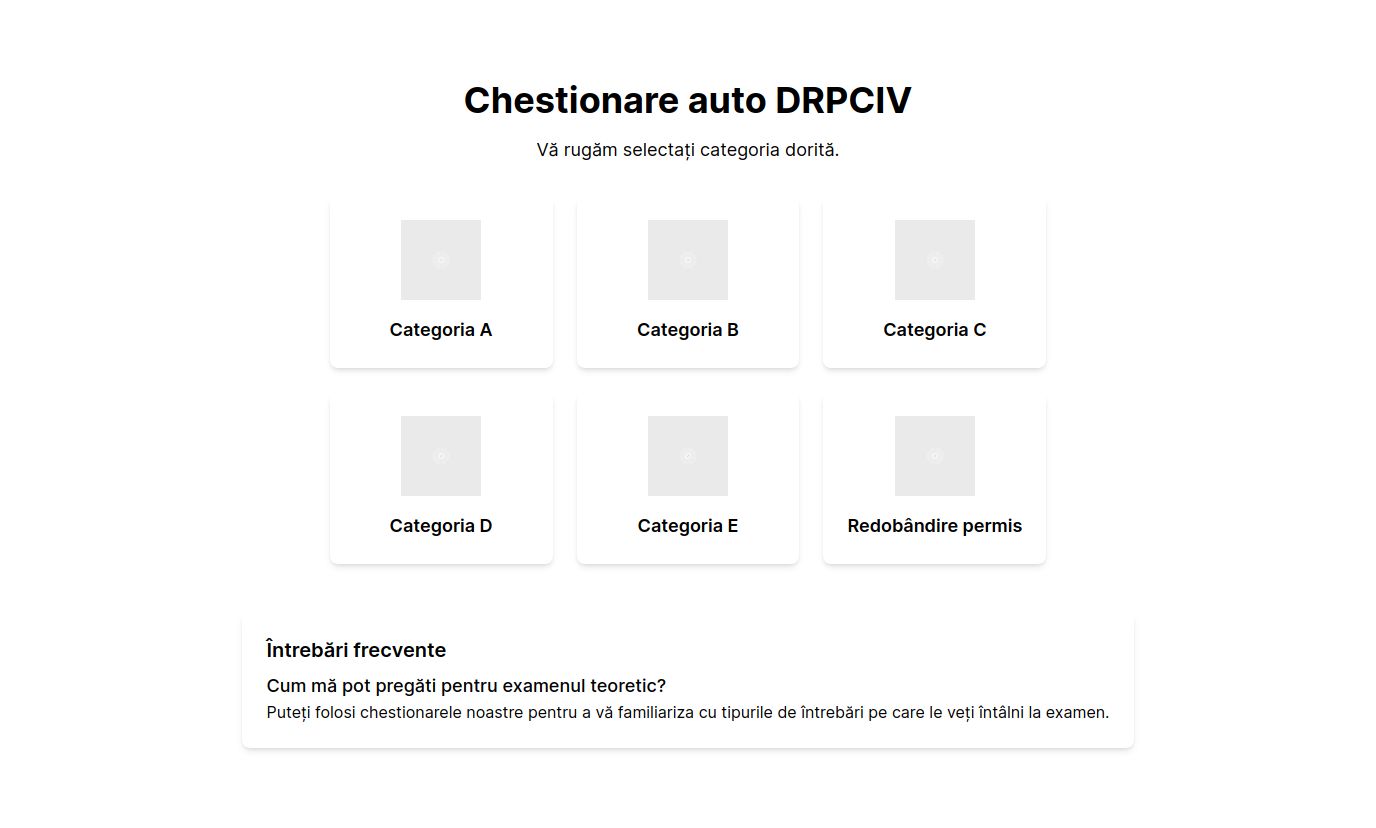 Chestionare auto DRPCIV
Vă rugăm selectați categoria dorită.
Categoria A
Categoria B
Categoria C
Categoria D
Categoria E
Redobândire permis
Întrebări frecvente
Cum mă pot pregăti pentru examenul teoretic?
Puteți folosi chestionarele noastre pentru a vă familiariza cu tipurile de întrebări pe care le veți întâlni la examen.